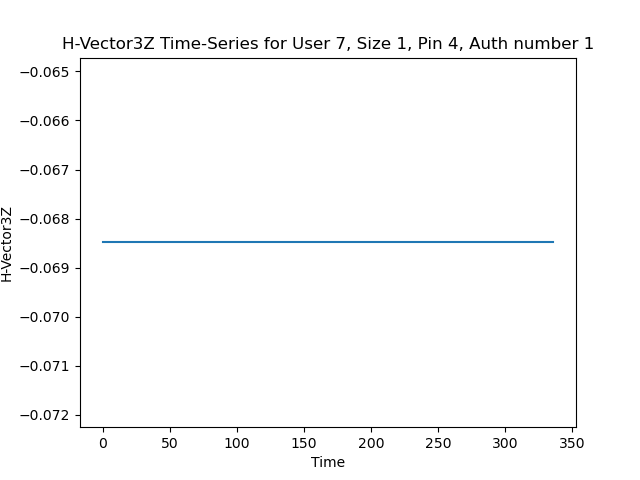 H-Vector3Z Time-Series for User 7, Size 1, Pin 4, Auth number 1
−0.065
−0.066
−0.067
−0.068
−0.069
−0.070
−0.071
−0.072
H-Vector3Z
0 50 100 150 200 250 300 350
Time